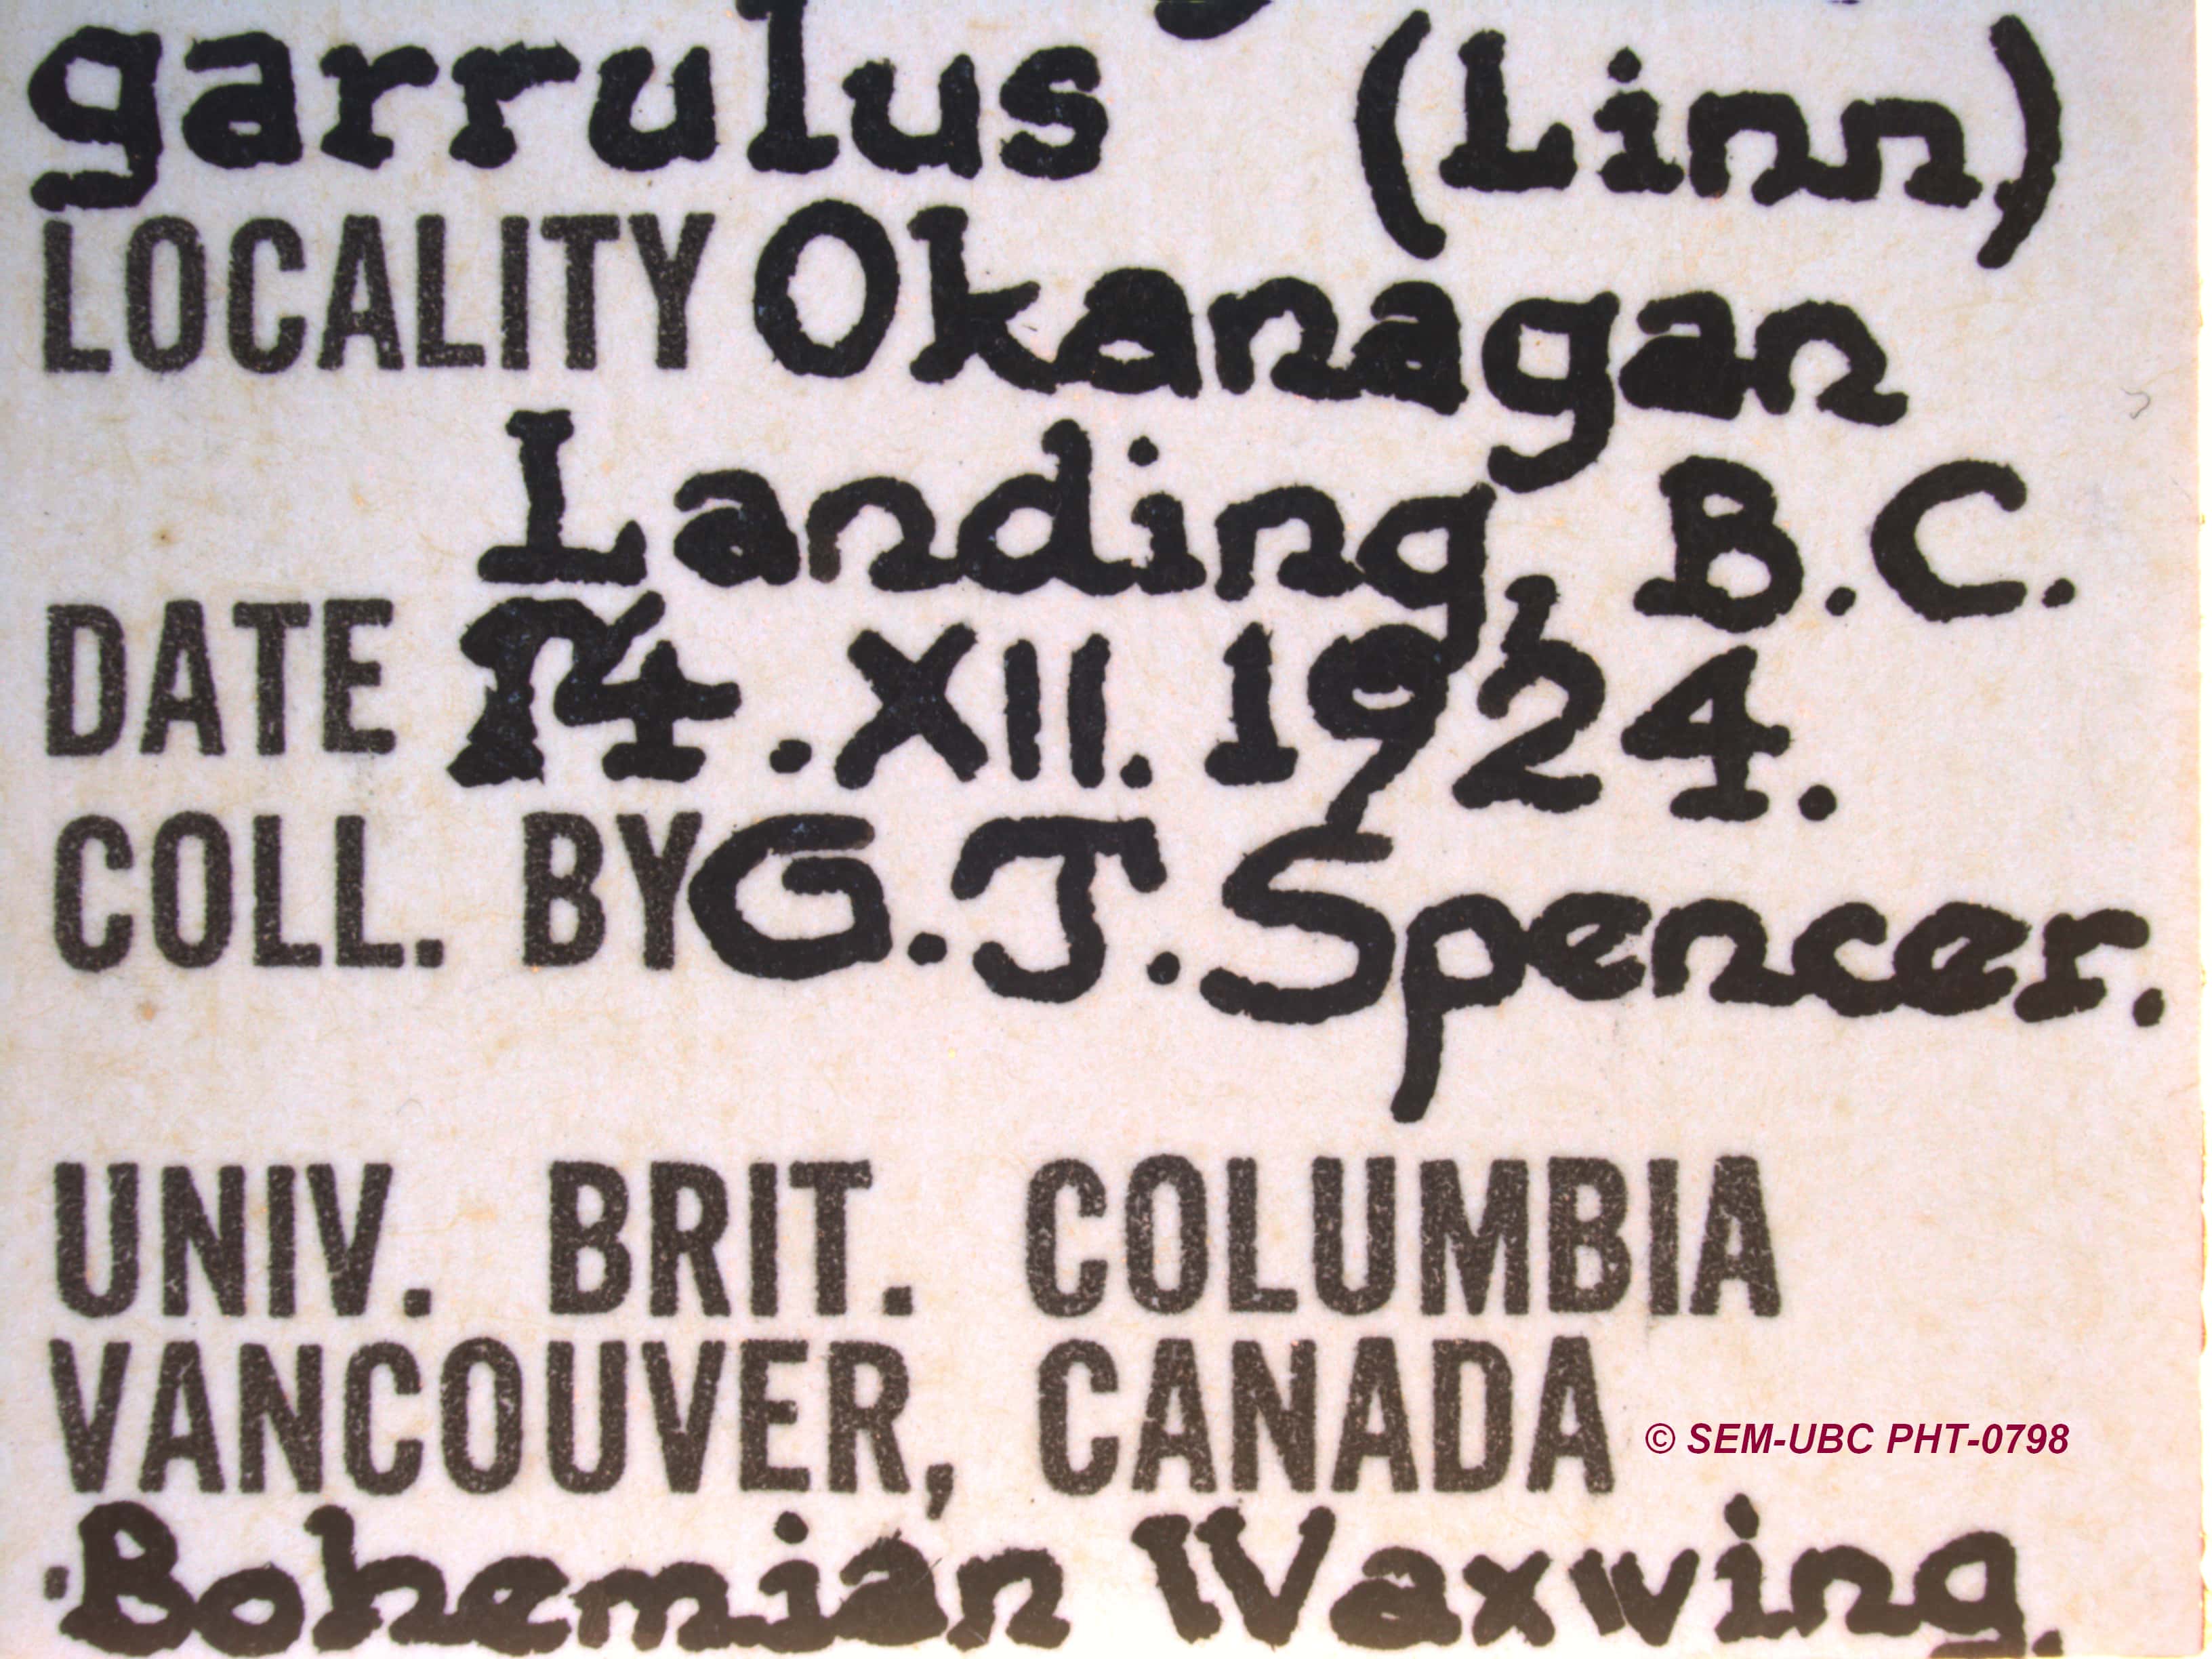 garrulus (Linn)
LOCALITY Okanagan
Landing, B.C.
DATE 14.XII.1924.
COLL. BY G.J.Spencer.
UNIV. BRIT. COLUMBIA
VANCOUVER, CANADA
© SEM-UBC PHT-0798
Bohemian Waxwing.